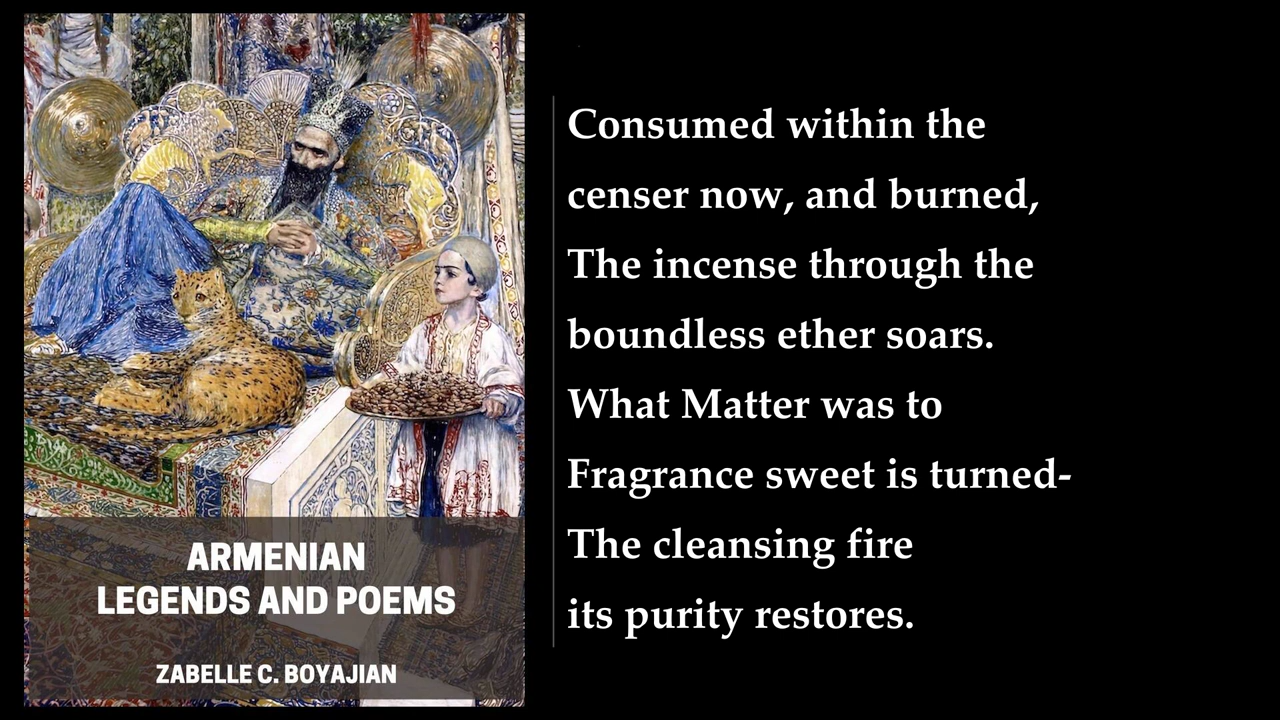 ARMENIAN
LEGENDS AND POEMS
ZABELLE C. BOYAJIAN
Consumed within the
censer now, and burned,
The incense through the
boundless ether soars.
What Matter was to
Fragrance sweet is turned-
The cleansing fire
its purity restores.